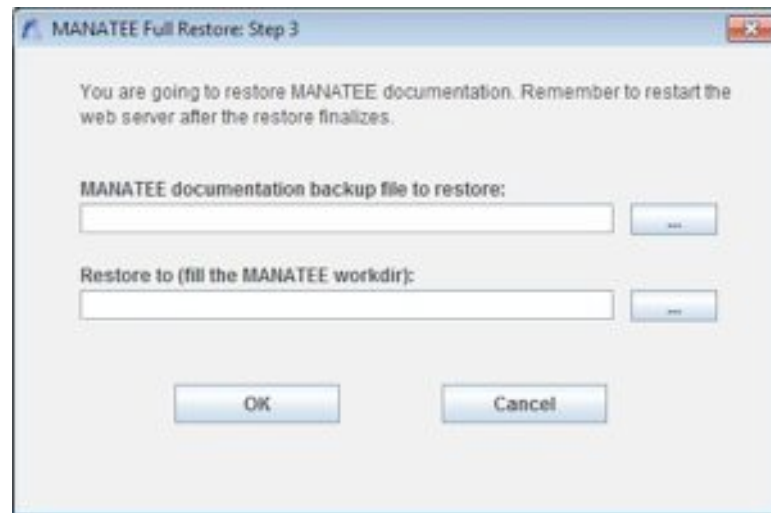 MANATEE Full Restore: Step 3
You are going to restore MANATEE documentation. Remember to restart the
web server after the restore finalizes.
MANATEE documentation backup file to restore:
...
Restore to (fill the MANATEE workdir):
...
OK Cancel